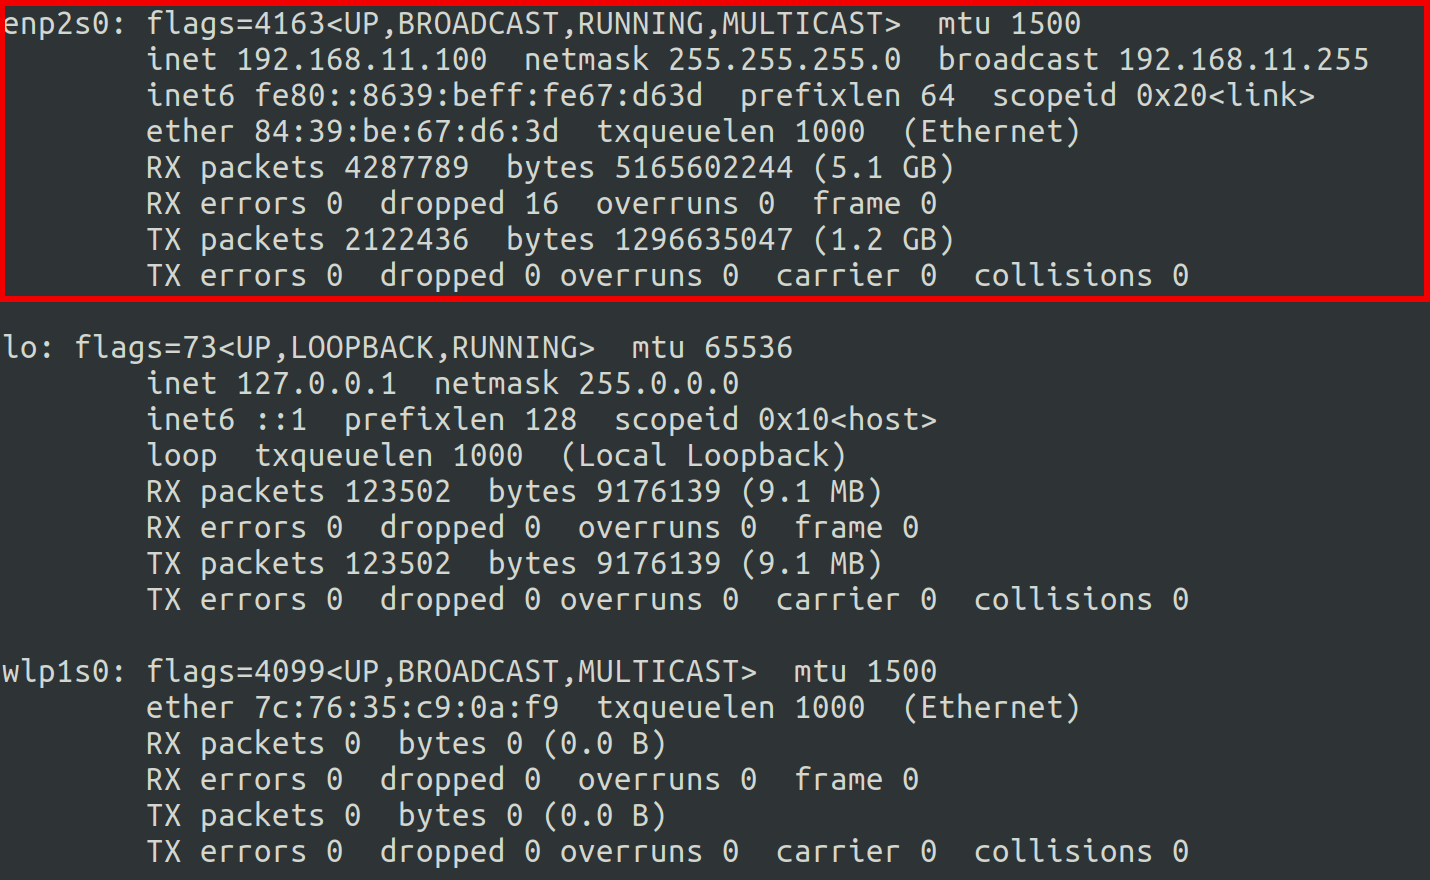 enp2s0: flags=4163<UP,BROADCAST,RUNNING,MULTICAST>  mtu 1500
        inet 192.168.11.100  netmask 255.255.255.0  broadcast 192.168.11.255
        inet6 fe80::8639:beff:fe67:d63d  prefixlen 64  scopeid 0x20<link>
        ether 84:39:be:67:d6:3d  txqueuelen 1000  (Ethernet)
        RX packets 4287789  bytes 5165602244 (5.1 GB)
        RX errors 0  dropped 16  overruns 0  frame 0
        TX packets 2122436  bytes 1296635047 (1.2 GB)
        TX errors 0  dropped 0 overruns 0  carrier 0  collisions 0

lo: flags=73<UP,LOOPBACK,RUNNING>  mtu 65536
        inet 127.0.0.1  netmask 255.0.0.0
        inet6 ::1  prefixlen 128  scopeid 0x10<host>
        loop  txqueuelen 1000  (Local Loopback)
        RX packets 123502  bytes 9176139 (9.1 MB)
        RX errors 0  dropped 0  overruns 0  frame 0
        TX packets 123502  bytes 9176139 (9.1 MB)
        TX errors 0  dropped 0 overruns 0  carrier 0  collisions 0

wlp1s0: flags=4099<UP,BROADCAST,MULTICAST>  mtu 1500
        ether 7c:76:35:c9:0a:f9  txqueuelen 1000  (Ethernet)
        RX packets 0  bytes 0 (0.0 B)
        RX errors 0  dropped 0  overruns 0  frame 0
        TX packets 0  bytes 0 (0.0 B)
        TX errors 0  dropped 0 overruns 0  carrier 0  collisions 0